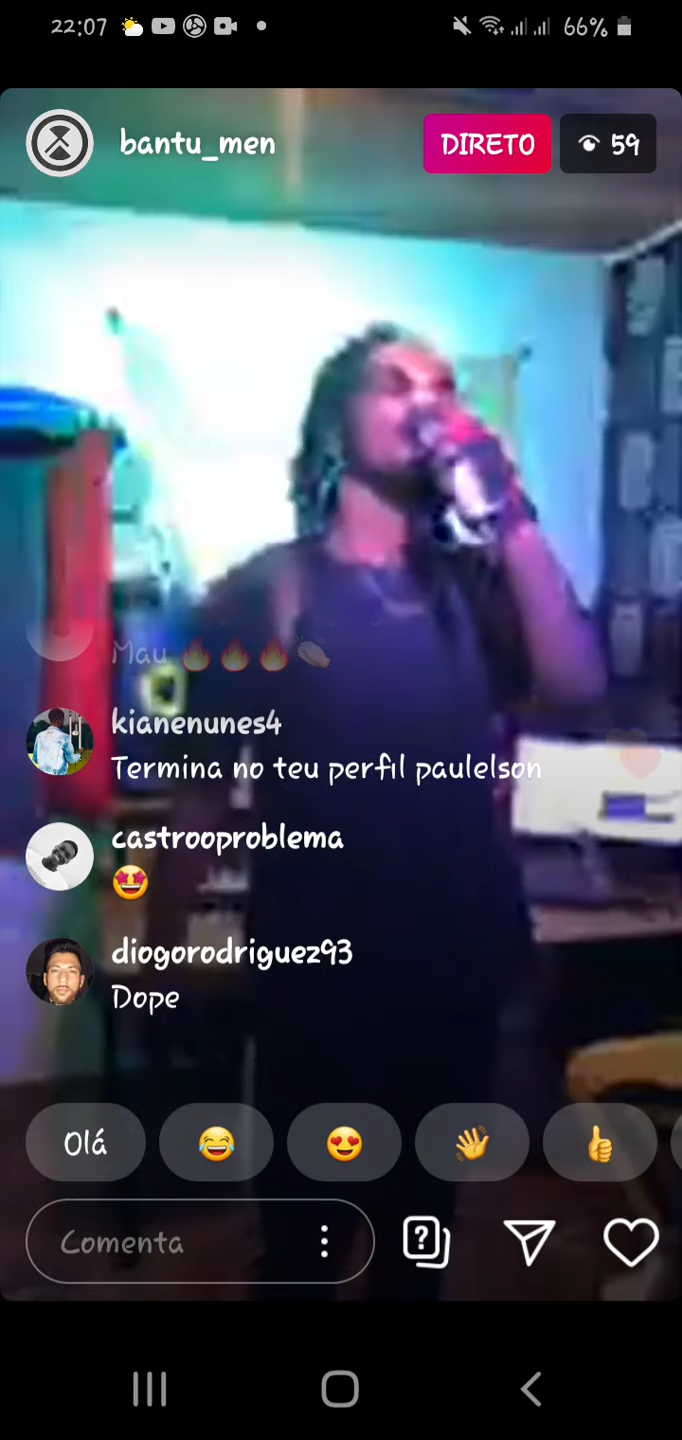 22:07
66%
bantu_men
DIRETO
59
Mau 🔥🔥🔥👏
kianenunes4
Termina no teu perfil paulelson
castrooproblema
🤩
diogorodriguez93
Dope
Olá 😂 😍 👋 👍
Comenta